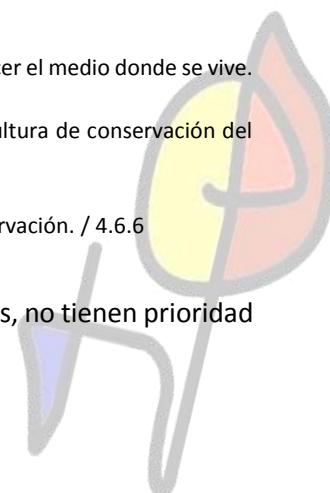 er el medio donde se vive.
ultura de conservación del
rvación. / 4.6.6
s, no tienen prioridad